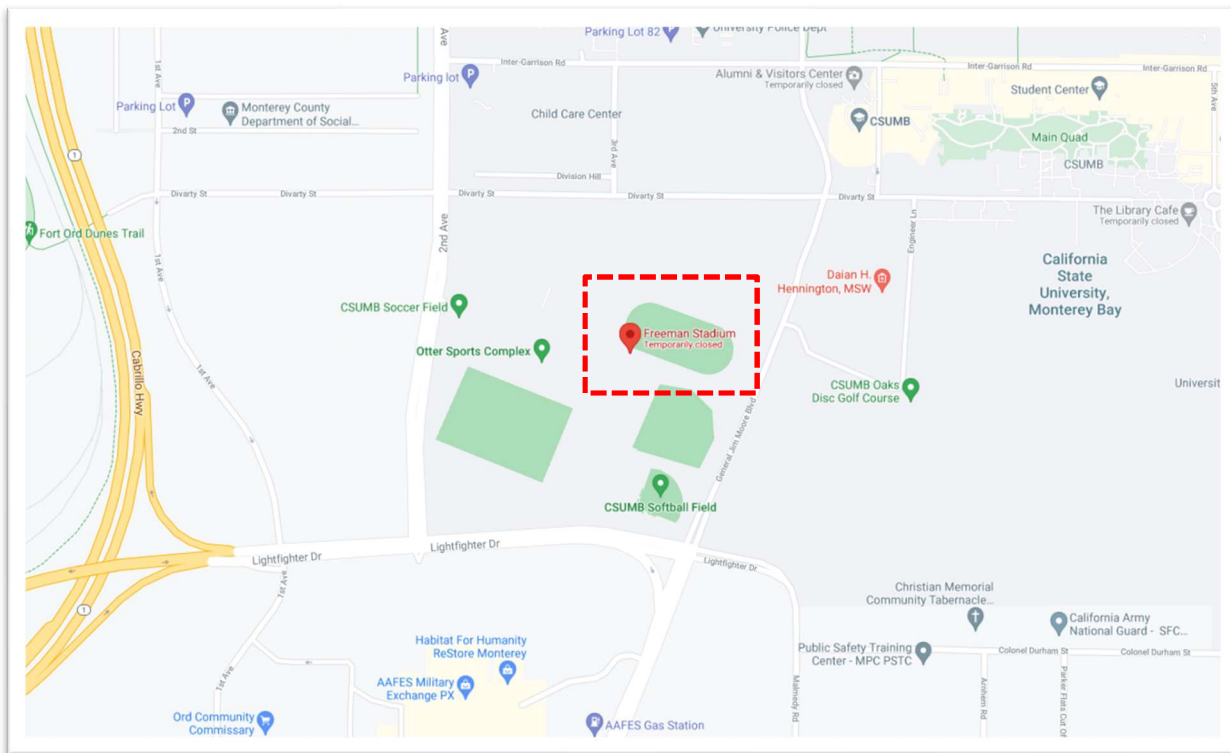 Parking Lot 82
University Police Dept
Ave
1st Ave
Inter-Garrison Rd
Inter-Garrison Rd
Inter-Garrison Rd
Parking lot
Alumni & Visitors Center
Temporarily closed
Student Center
5th Ave
Parking Lot
Monterey County
Department of Social...
Child Care Center
CSUMB
Main Quad
2nd St
3rd Ave
CSUMB
1
Division Hill
Divarty St
Divarty St
Divarty St
Divarty St
Divarty St
The Library Cafe
Temporarily closed
Fort Ord Dunes Trail
2nd Ave
Engineer Ln
1st Ave
California
State
University,
Monterey Bay
Daian H.
Hennington, MSW
CSUMB Soccer Field
Freeman Stadium
Temporarily closed
Otter Sports Complex
Cabrillo Hwy
CSUMB Oaks
Disc Golf Course
Universit
1st Ave
General Jim Moore Blvd
CSUMB Softball Field
Lightfighter Dr
Lightfighter Dr
Lightfighter Dr
1st Ave
Christian Memorial
Community Tabernacle...
1
California Army
National Guard - SFC...
Habitat For Humanity
ReStore Monterey
Public Safety Training
Center - MPC PSTC
Colonel Durham St
Colonel Durham St
1st Ave
AAFES Military
Exchange PX
Malmedy Rd
Arnhem Rd
Parker Flats Cut Of
Ord Community
Commissary
AAFES Gas Station